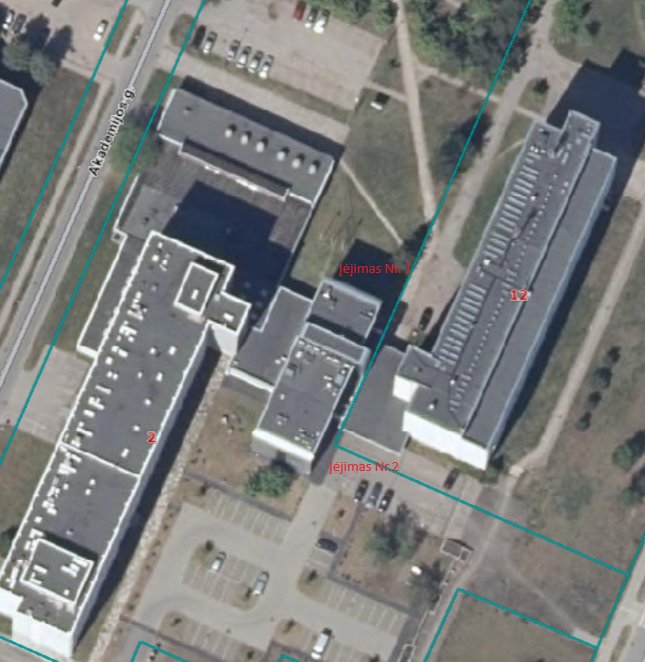 Akademijos g.
Įėjimas Nr. 1
12
2
Įėjimas Nr.2